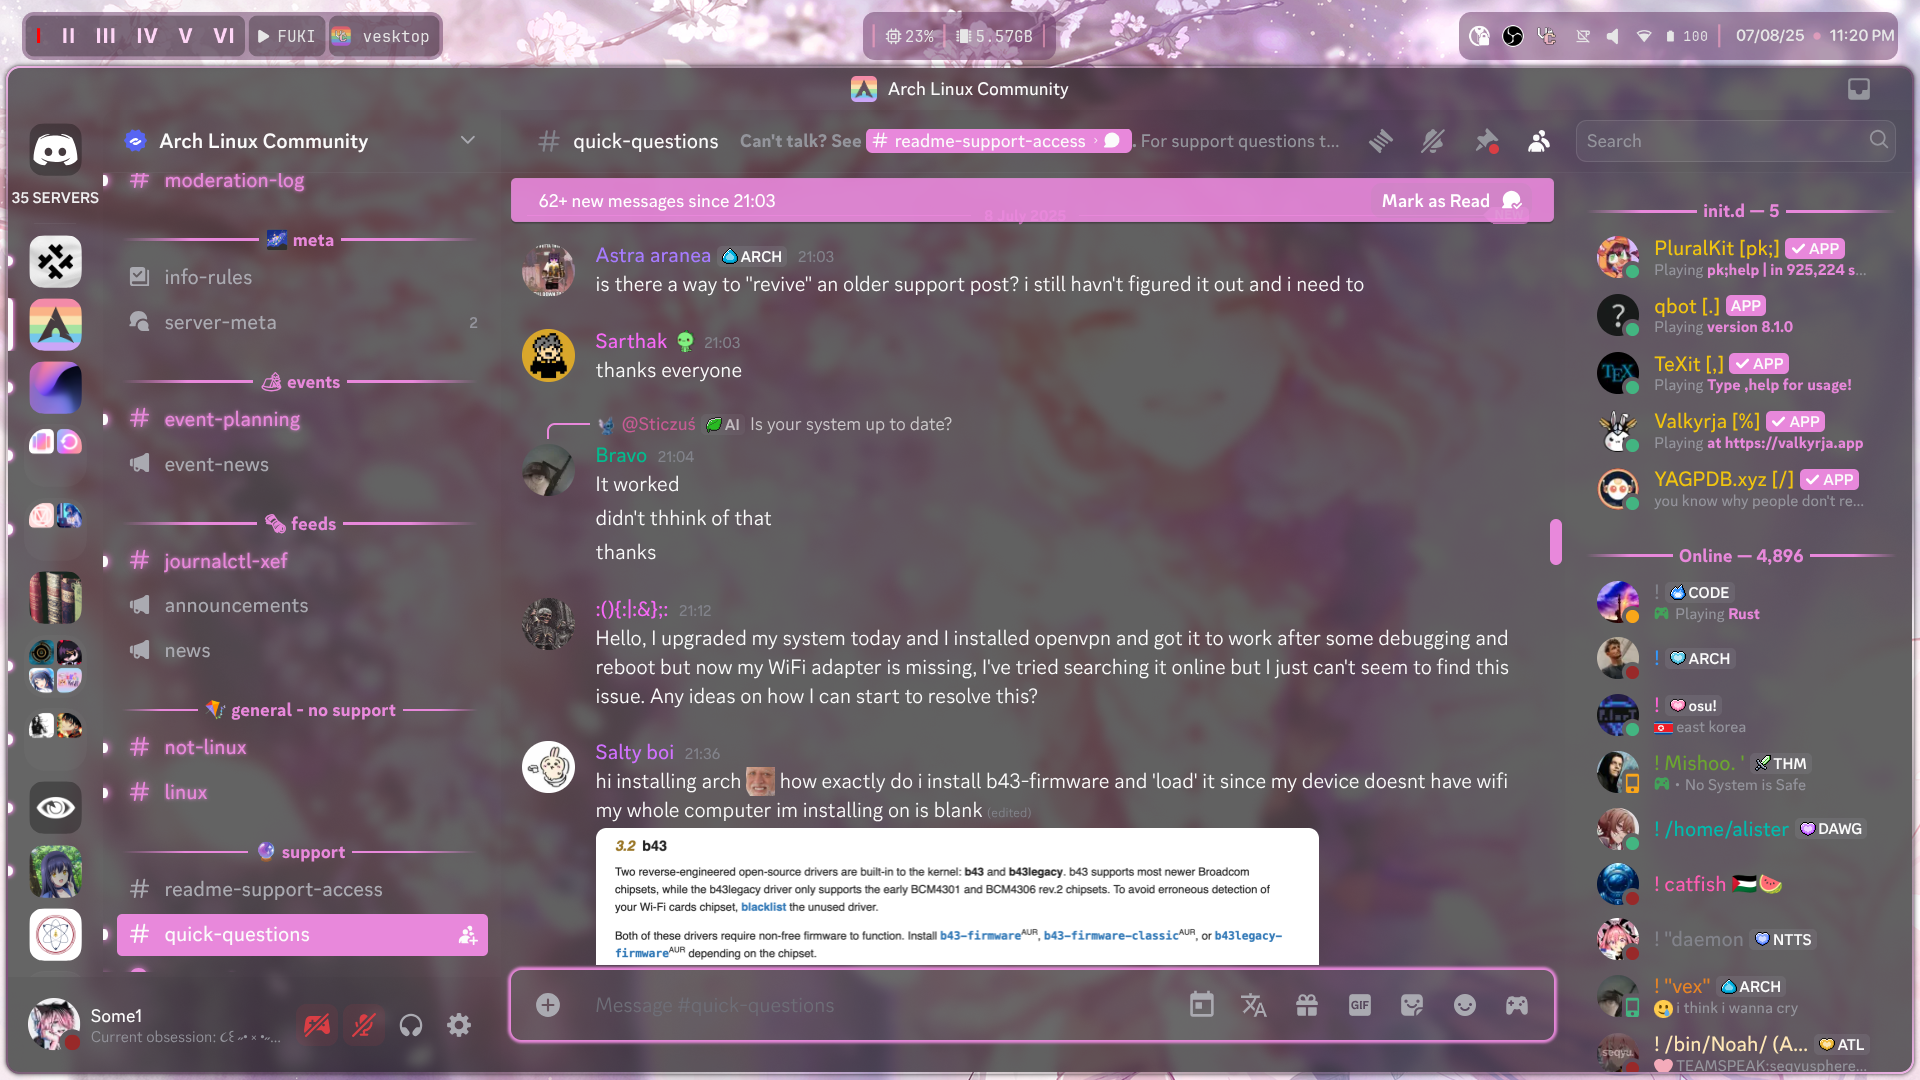 I II III IV V VI FUKI vesktop
23% 5.57GB
100 07/08/25 • 11:20 PM
Arch Linux Community
35 SERVERS
Arch Linux Community
moderation-log
meta
info-rules
server-meta 2
events
event-planning
event-news
feeds
journalctl-xef
announcements
news
general - no support
not-linux
linux
support
readme-support-access
quick-questions
Some1
Current obsession:
quick-questions Can't talk? See # readme-support-access › . For support questions t...
Search
62+ new messages since 21:03 Mark as Read
8 July 2025 NEW
Astra aranea ARCH 21:03
is there a way to "revive" an older support post? i still havn't figured it out and i need to
Sarthak 21:03
thanks everyone
@Sticzuś AI Is your system up to date?
Bravo 21:04
It worked
didn't thhink of that
thanks
:(){:|:&};: 21:12
Hello, I upgraded my system today and I installed openvpn and got it to work after some debugging and
reboot but now my WiFi adapter is missing, I've tried searching it online but I just can't seem to find this
issue. Any ideas on how I can start to resolve this?
Salty boi 21:36
hi installing arch how exactly do i install b43-firmware and 'load' it since my device doesnt have wifi
my whole computer im installing on is blank (edited)
3.2 b43
Two reverse-engineered open-source drivers are built-in to the kernel: b43 and b43legacy. b43 supports most newer Broadcom
chipsets, while the b43legacy driver only supports the early BCM4301 and BCM4306 rev.2 chipsets. To avoid erroneous detection of
your Wi-Fi cards chipset, blacklist the unused driver.
Both of these drivers require non-free firmware to function. Install b43-firmwareAUR, b43-firmware-classicAUR, or b43legacy-
firmwareAUR depending on the chipset.
Message #quick-questions
GIF
init.d — 5
PluralKit [pk;] APP
Playing pk;help | in 925,224 s...
qbot [.] APP
Playing version 8.1.0
TeXit [,] APP
TEX
Playing Type ,help for usage!
Valkyrja [%] APP
Playing at https://valkyrja.app
YAGPDB.xyz [/] APP
you know why people don't re...
Online — 4,896
! CODE
Playing Rust
! ARCH
! osu!
east korea
! Mishoo. ' THM
• No System is Safe
! /home/alister DAWG
! catfish 🇵🇸🍉
! "daemon NTTS
! "vex" ARCH
i think i wanna cry
! /bin/Noah/ (A... ATL
TEAMSPEAK:seqyusphere...